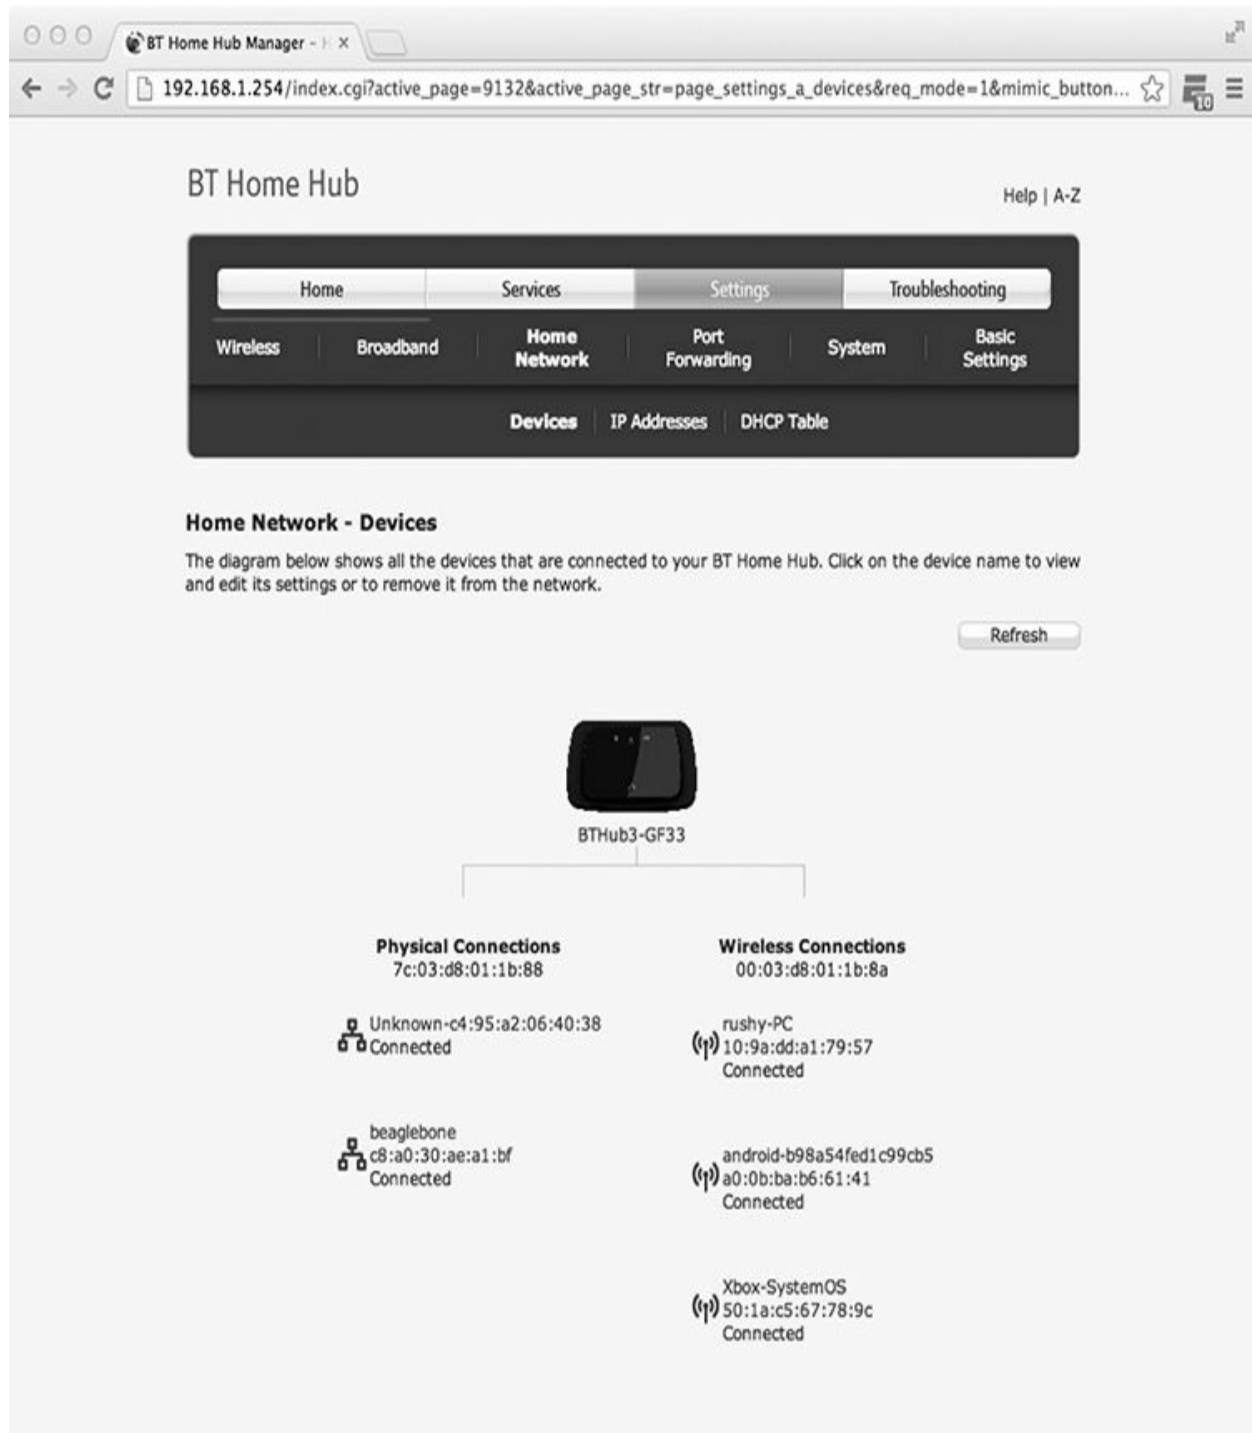 BT Home Hub Manager - H
192.168.1.254/index.cgi?active_page=9132&active_page_str=page_settings_a_devices&req_mode=1&mimic_button...
10
BT Home Hub
Help | A-Z
Home Services Settings Troubleshooting
Wireless Broadband Home Network Port Forwarding System Basic Settings
Devices IP Addresses DHCP Table
Home Network - Devices
The diagram below shows all the devices that are connected to your BT Home Hub. Click on the device name to view
and edit its settings or to remove it from the network.
Refresh
BTHub3-GF33
Physical Connections
7c:03:d8:01:1b:88
Unknown-c4:95:a2:06:40:38
Connected
beaglebone
c8:a0:30:ae:a1:bf
Connected
Wireless Connections
00:03:d8:01:1b:8a
rushy-PC
10:9a:dd:a1:79:57
Connected
android-b98a54fed1c99cb5
a0:0b:ba:b6:61:41
Connected
Xbox-SystemOS
50:1a:c5:67:78:9c
Connected